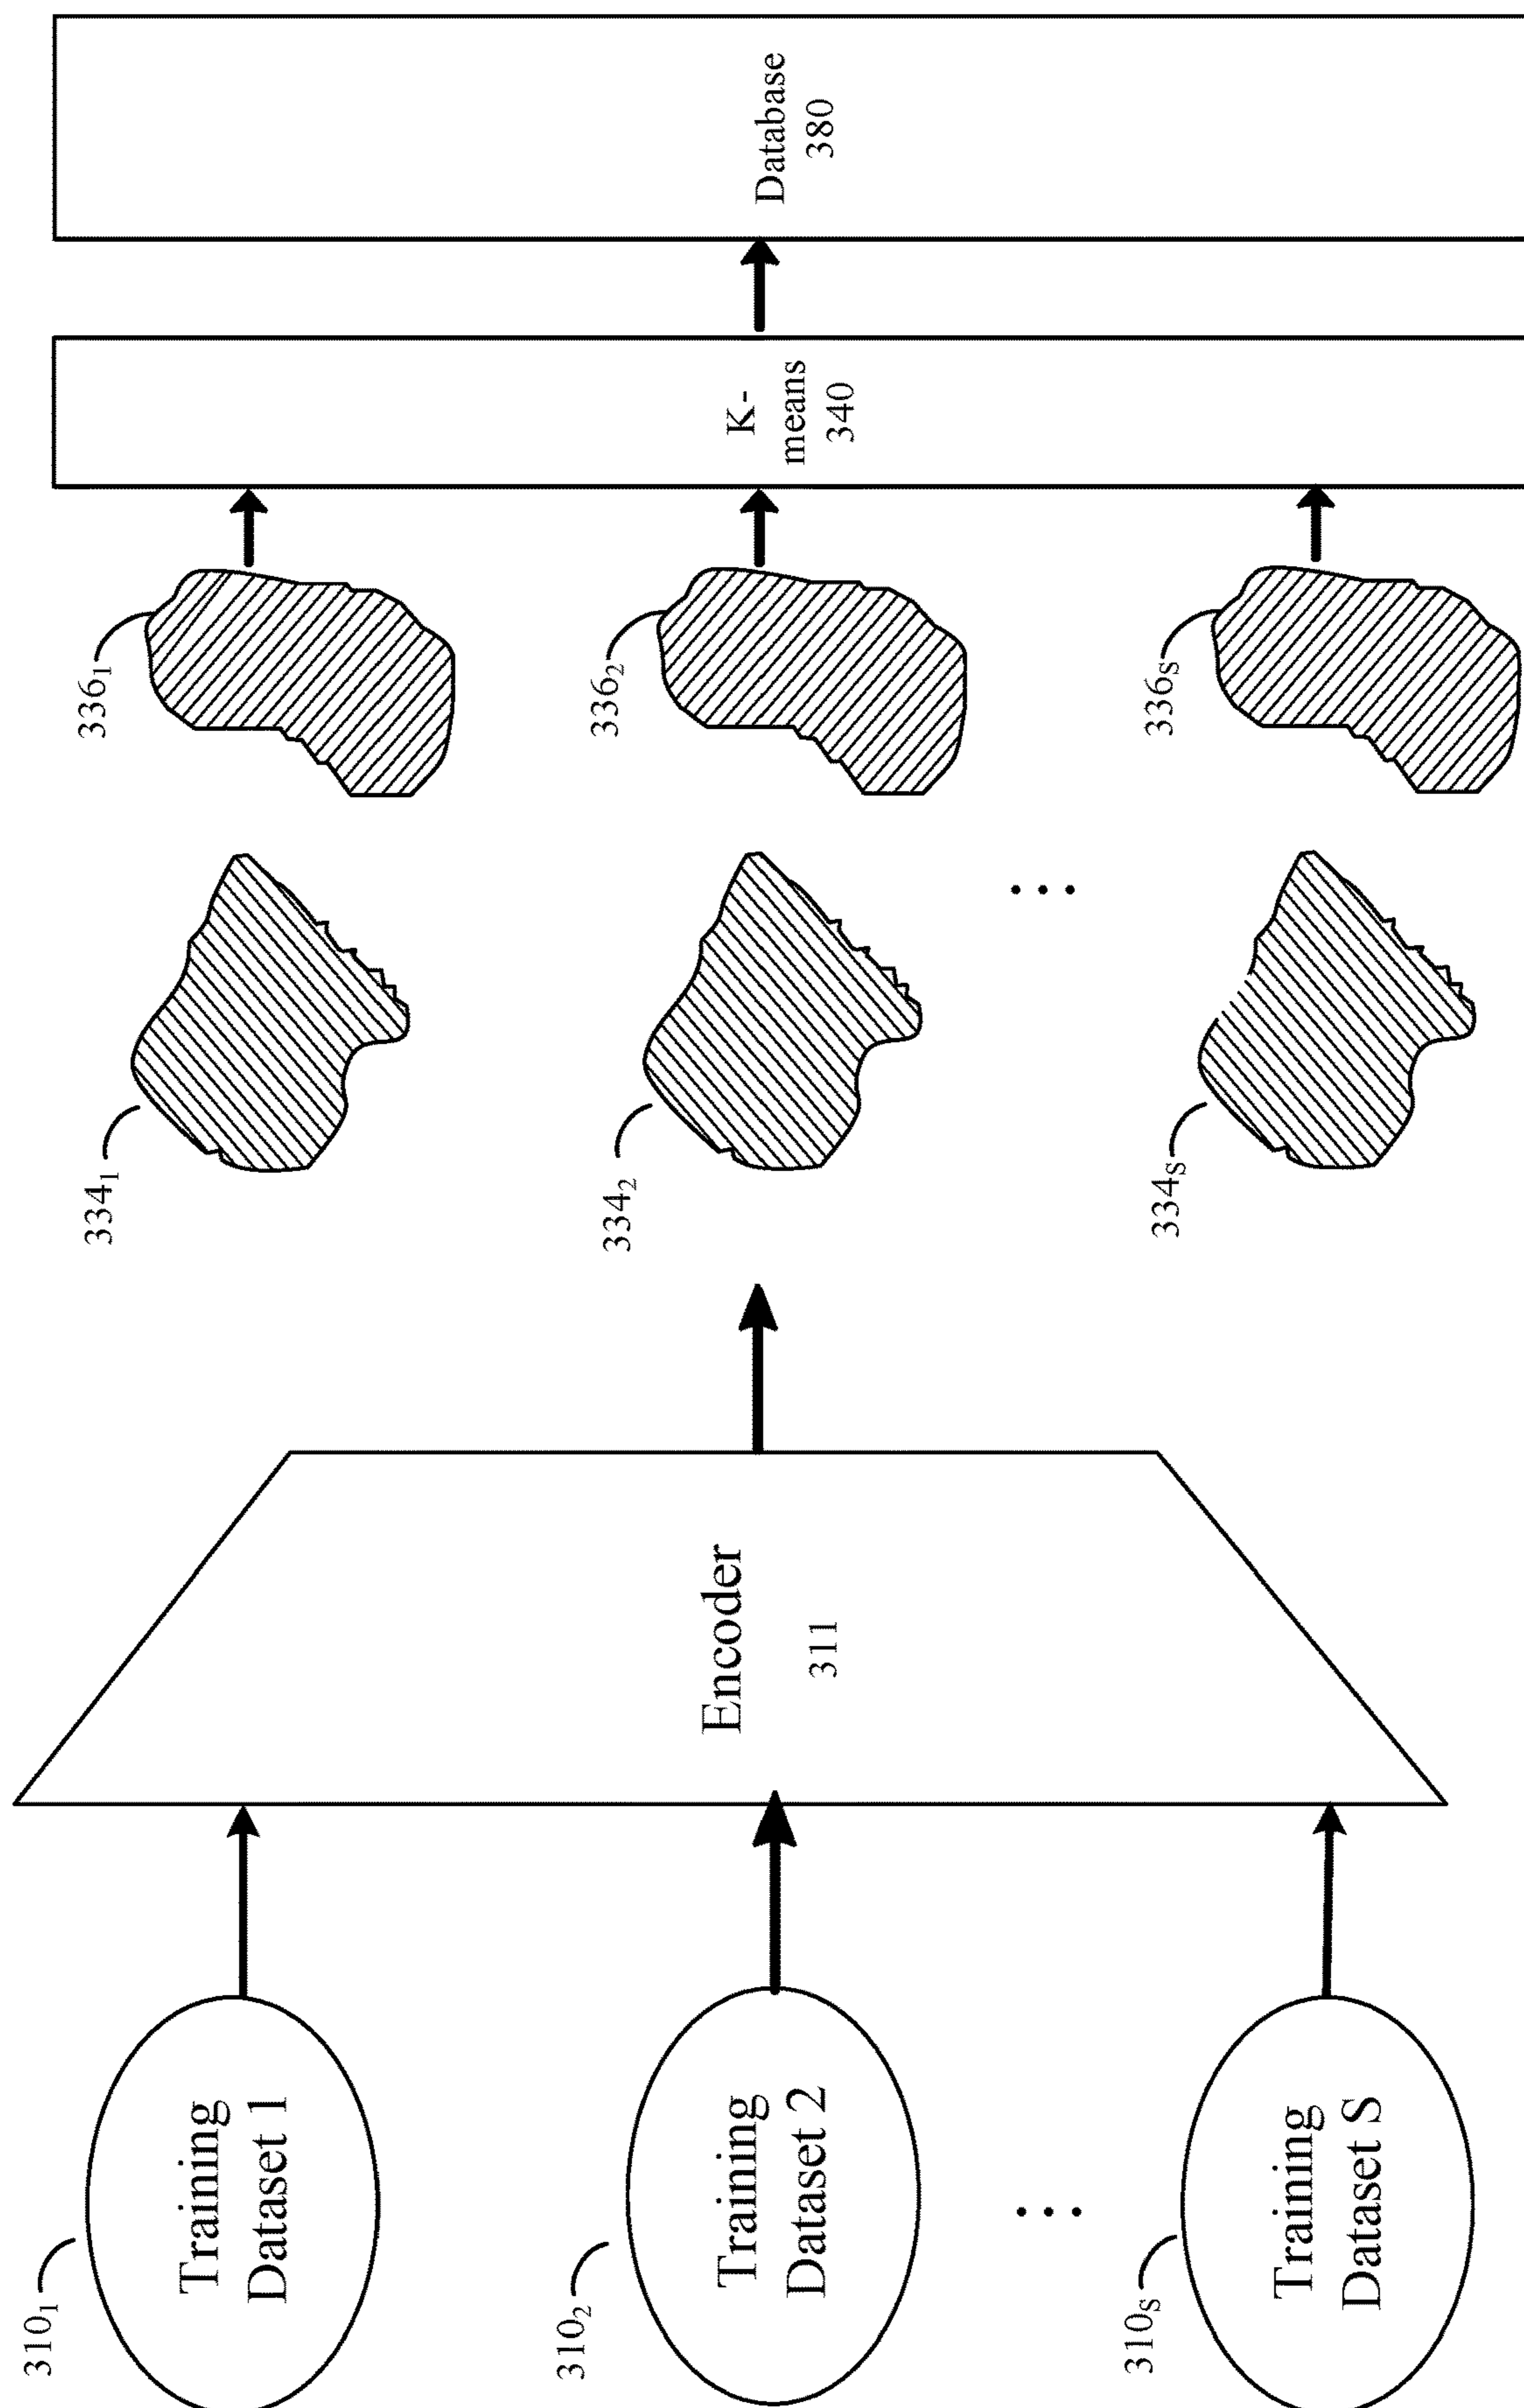 310₁
Training
Dataset 1
310₂
Training
Dataset 2
...
310ₛ
Training
Dataset S
Encoder
311
334₁
334₂
...
334ₛ
336₁
336₂
336ₛ
K-
means
340
Database
380